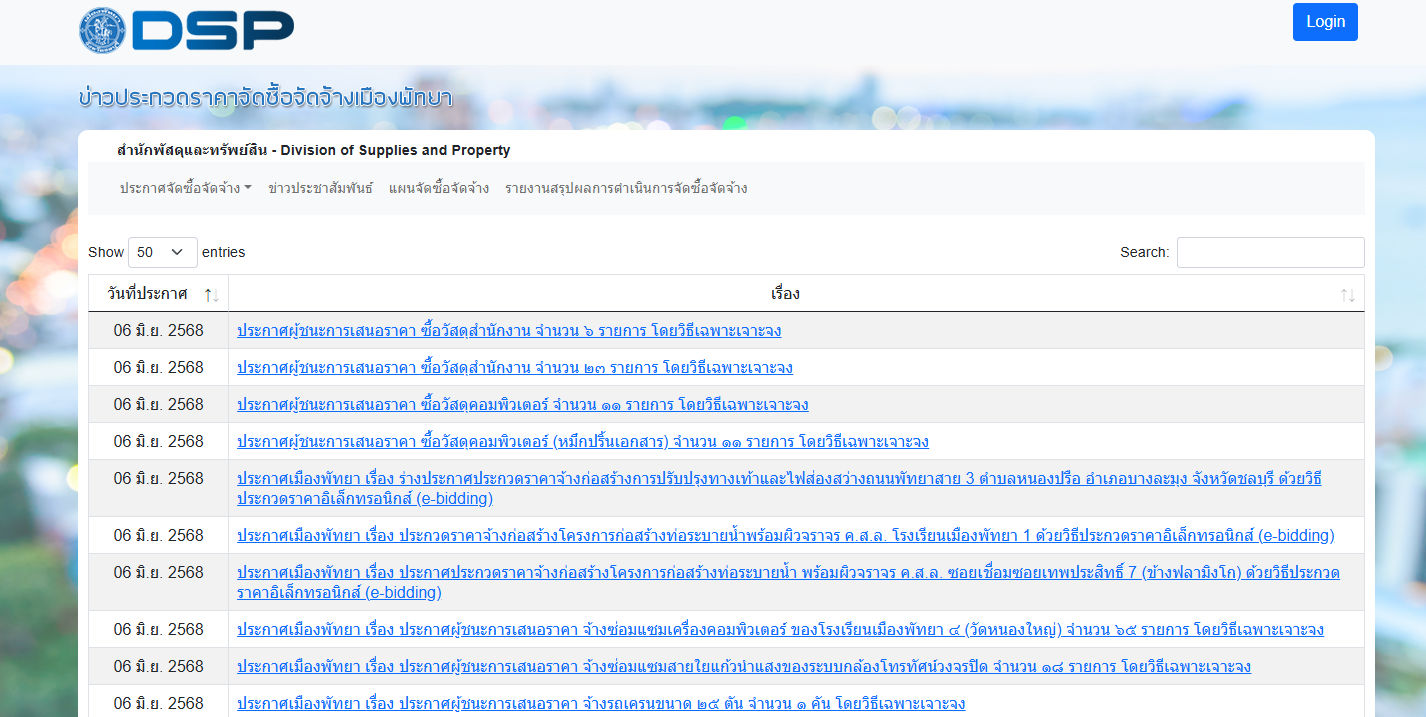 DSP
Login
ข่าวประกวดราคาจัดซื้อจัดจ้างเมืองพัทยา
สำนักพัสดุและทรัพย์สิน - Division of Supplies and Property
ประกาศจัดซื้อจัดจ้าง ข่าวประชาสัมพันธ์ แผนจัดซื้อจัดจ้าง รายงานสรุปผลการดำเนินการจัดซื้อจัดจ้าง
Show 50 entries Search:
วันที่ประกาศ เรื่อง
06 มิ.ย. 2568 ประกาศผู้ชนะการเสนอราคา ซื้อวัสดุสำนักงาน จำนวน ๖ รายการ โดยวิธีเฉพาะเจาะจง
06 มิ.ย. 2568 ประกาศผู้ชนะการเสนอราคา ซื้อวัสดุสำนักงาน จำนวน ๒๓ รายการ โดยวิธีเฉพาะเจาะจง
06 มิ.ย. 2568 ประกาศผู้ชนะการเสนอราคา ซื้อวัสดุคอมพิวเตอร์ จำนวน ๑๑ รายการ โดยวิธีเฉพาะเจาะจง
06 มิ.ย. 2568 ประกาศผู้ชนะการเสนอราคา ซื้อวัสดุคอมพิวเตอร์ (หมึกปริ้นเอกสาร) จำนวน ๑๑ รายการ โดยวิธีเฉพาะเจาะจง
06 มิ.ย. 2568 ประกาศเมืองพัทยา เรื่อง ร่างประกาศประกวดราคาจ้างก่อสร้างการปรับปรุงทางเท้าและไฟส่องสว่างถนนพัทยาสาย 3 ตำบลหนองปรือ อำเภอบางละมุง จังหวัดชลบุรี ด้วยวิธี
ประกวดราคาอิเล็กทรอนิกส์ (e-bidding)
06 มิ.ย. 2568 ประกาศเมืองพัทยา เรื่อง ประกวดราคาจ้างก่อสร้างโครงการก่อสร้างท่อระบายน้ำพร้อมผิวจราจร ค.ส.ล. โรงเรียนเมืองพัทยา 1 ด้วยวิธีประกวดราคาอิเล็กทรอนิกส์ (e-bidding)
06 มิ.ย. 2568 ประกาศเมืองพัทยา เรื่อง ประกาศประกวดราคาจ้างก่อสร้างโครงการก่อสร้างท่อระบายน้ำ พร้อมผิวจราจร ค.ส.ล. ซอยเชื่อมซอยเทพประสิทธิ์ 7 (ข้างฟลามิงโก) ด้วยวิธีประกวด
ราคาอิเล็กทรอนิกส์ (e-bidding)
06 มิ.ย. 2568 ประกาศเมืองพัทยา เรื่อง ประกาศผู้ชนะการเสนอราคา จ้างซ่อมแซมเครื่องคอมพิวเตอร์ ของโรงเรียนเมืองพัทยา ๔ (วัดหนองใหญ่) จำนวน ๖๕ รายการ โดยวิธีเฉพาะเจาะจง
06 มิ.ย. 2568 ประกาศเมืองพัทยา เรื่อง ประกาศผู้ชนะการเสนอราคา จ้างซ่อมแซมสายใยแก้วนำแสงของระบบกล้องโทรทัศน์วงจรปิด จำนวน ๑๘ รายการ โดยวิธีเฉพาะเจาะจง
06 มิ.ย. 2568 ประกาศเมืองพัทยา เรื่อง ประกาศผู้ชนะการเสนอราคา จ้างรถเครนขนาด ๒๕ ตัน จำนวน ๑ คัน โดยวิธีเฉพาะเจาะจง